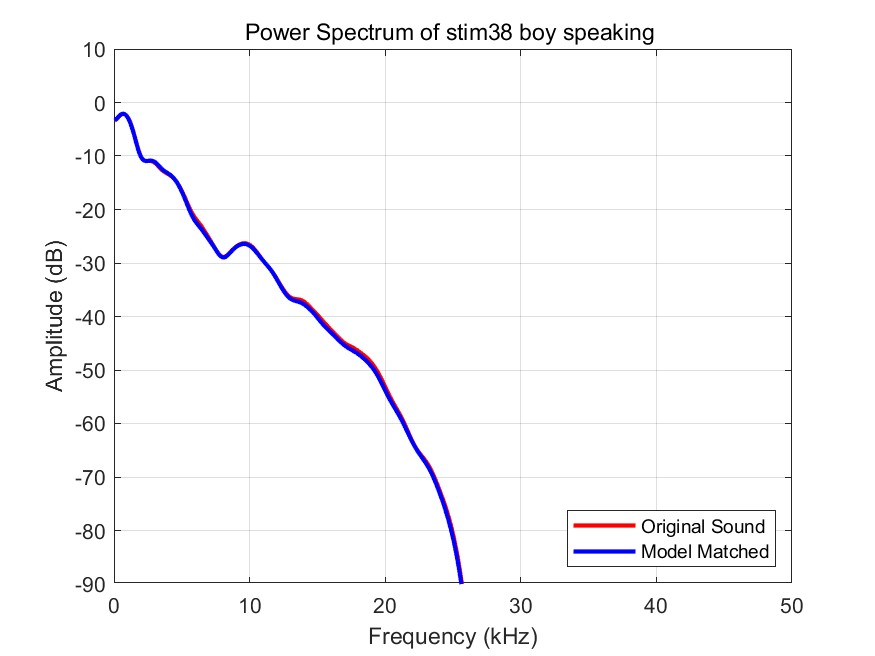 Power Spectrum of stim38 boy speaking
10
0
-10
-20
-30
-40
-50
-60
-70
-80
-90
Amplitude (dB)
Original Sound
Model Matched
0 10 20 30 40 50
Frequency (kHz)